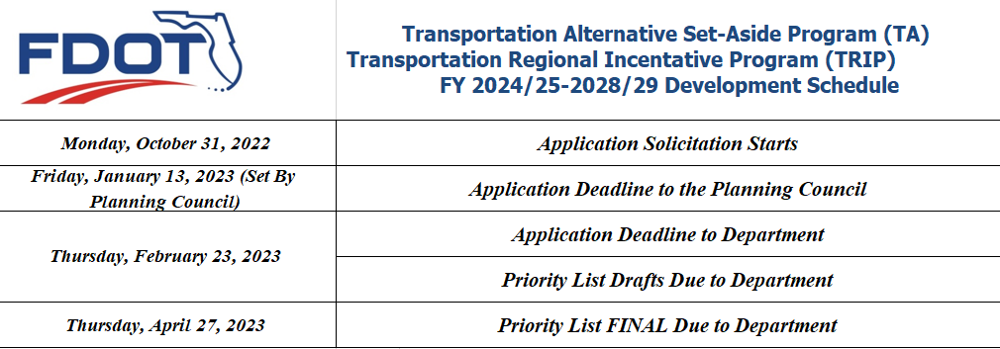 FDOT
Transportation Alternative Set-Aside Program (TA)
Transportation Regional Incentative Program (TRIP)
FY 2024/25-2028/29 Development Schedule
Monday, October 31, 2022
Application Solicitation Starts
Friday, January 13, 2023 (Set By
Planning Council)
Application Deadline to the Planning Council
Thursday, February 23, 2023
Application Deadline to Department
Priority List Drafts Due to Department
Thursday, April 27, 2023
Priority List FINAL Due to Department